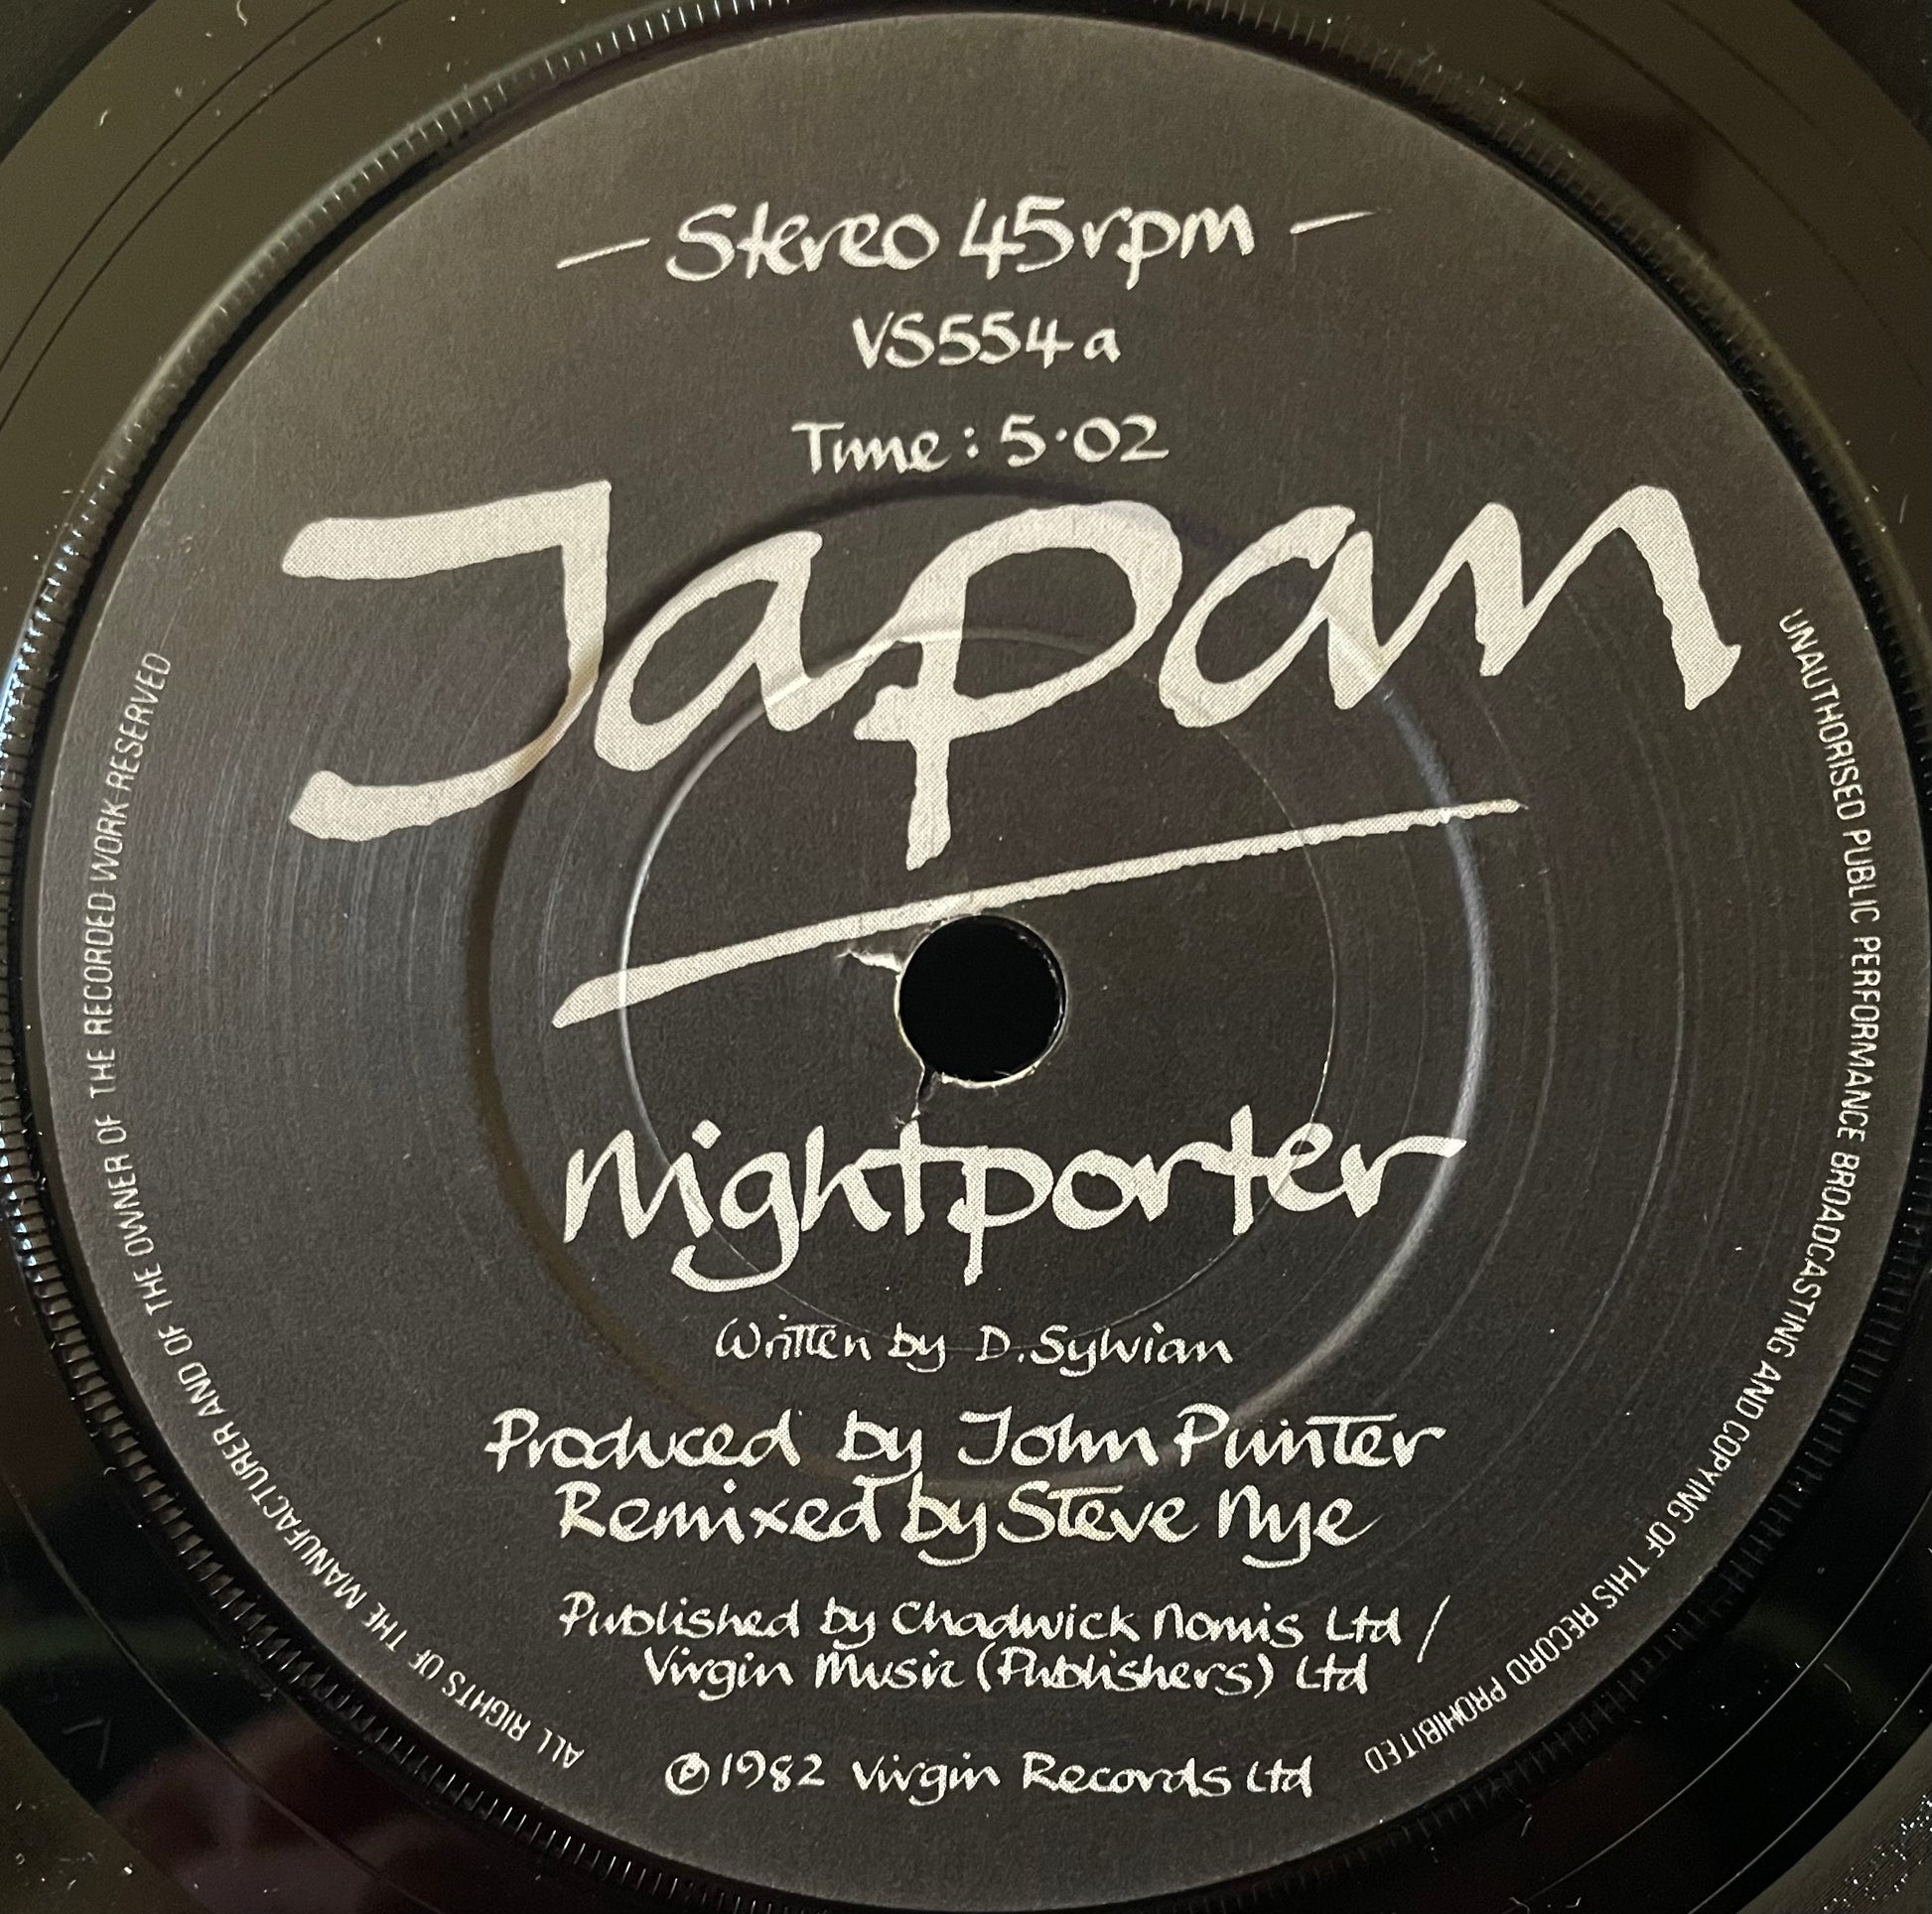 — Stereo 45rpm —
VS554a
Time: 5·02
Japan
Nightporter
Written by D. Sylvian
Produced by John Punter
Remixed by Steve Nye
Published by Chadwick Nomis Ltd /
Virgin Music (Publishers) Ltd
℗1982 Virgin Records Ltd
ALL RIGHTS OF THE MANUFACTURER AND OF THE OWNER OF THE RECORDED WORK RESERVED
UNAUTHORISED PUBLIC PERFORMANCE BROADCASTING AND COPYING OF THIS RECORD PROHIBITED